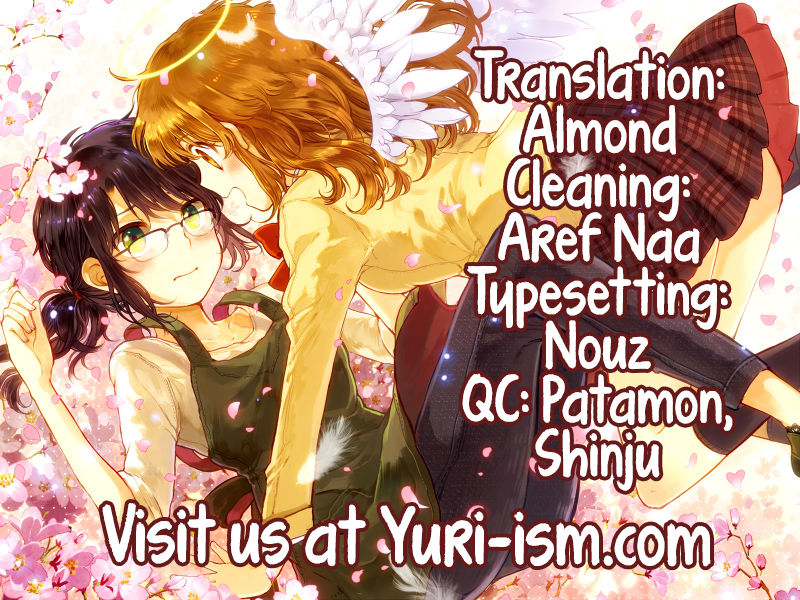 Translation:
Almond
Cleaning:
Aref Naa
Typesetting:
Nouz
QC: Patamon,
Shinju
Visit us at Yuri-ism.com